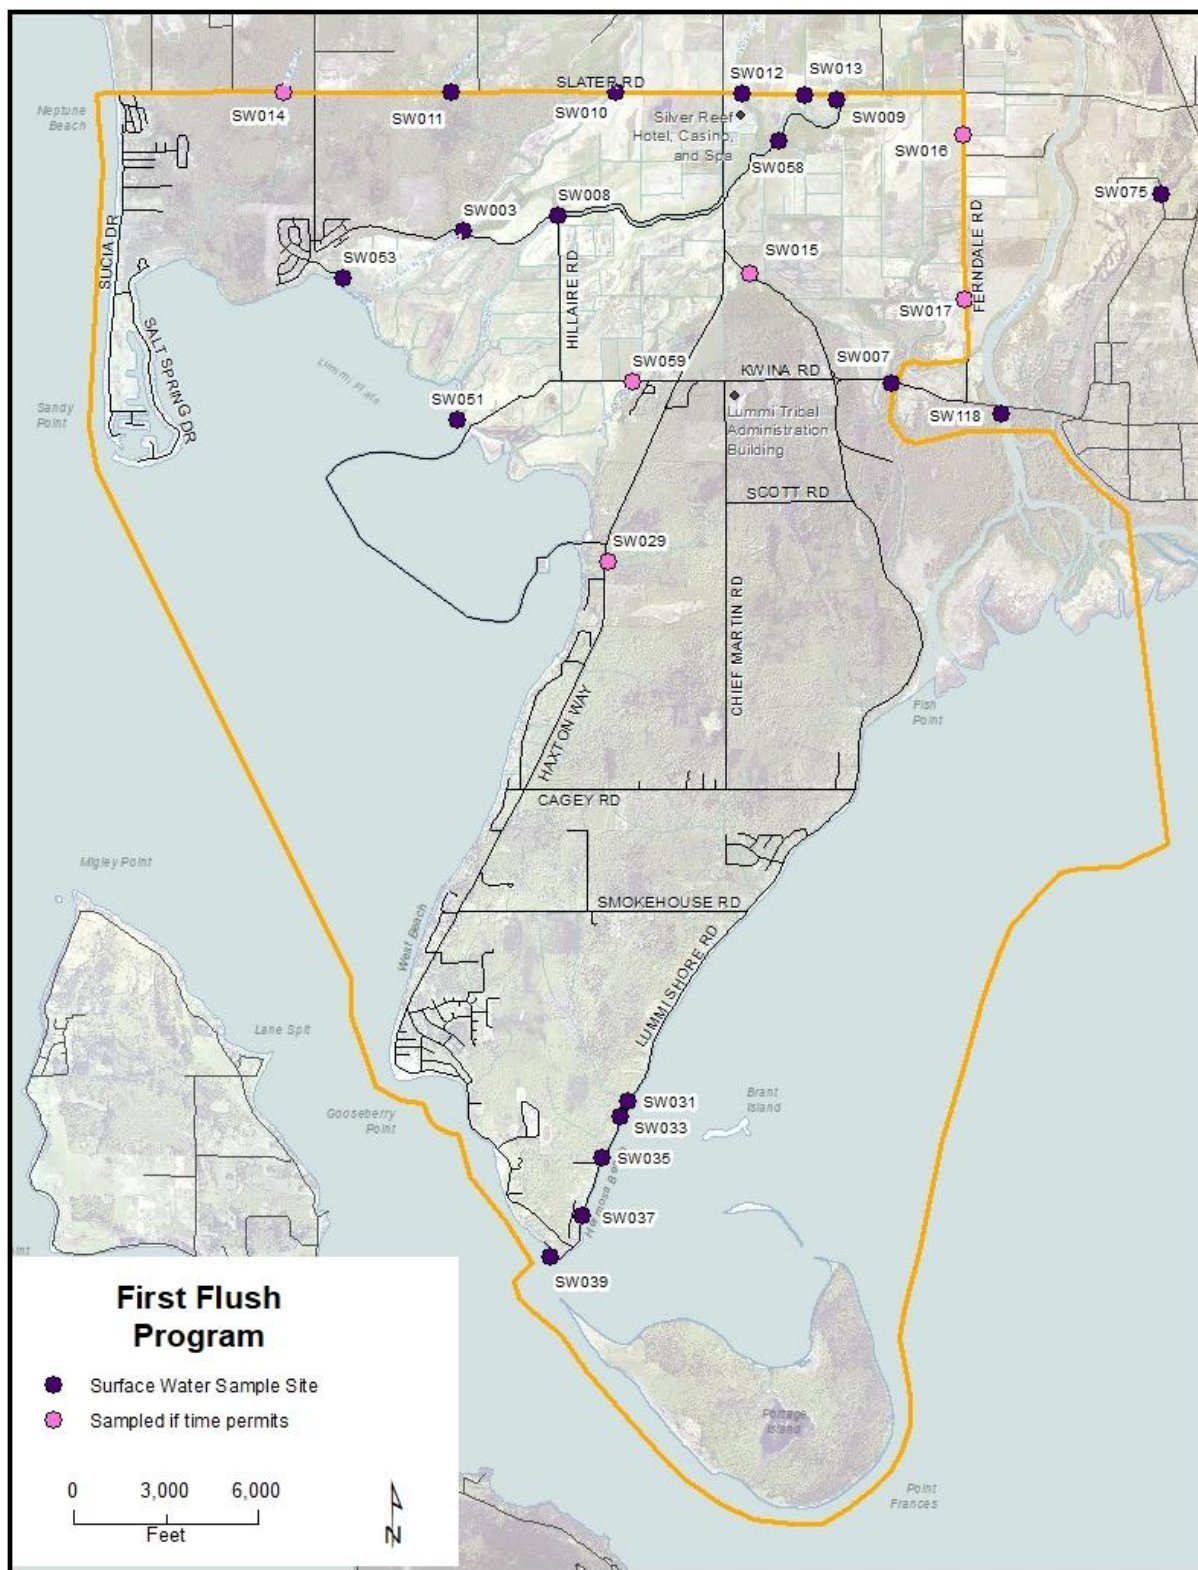 SLATER RD
SW012
SW013
SW014
SW011
SW010
SW009
Neptune
Beach
Silver Reef
Hotel, Casino,
and Spa
SW016
SW058
SW075
SW003
SW008
SUCIA DR
SW053
HILLAIRE RD
SW015
FERNDALE RD
SW017
SALT SPRING DR
Lummi Flats
SW059
SW007
KWINA RD
Sandy
Point
SW051
SW118
Lummi Tribal
Administration
Building
SCOTT RD
SW029
CHIEF MARTIN RD
Fish
Point
HAXTON WAY
CAGEY RD
Migley Point
SMOKEHOUSE RD
West Beach
LUMMI SHORE RD
Lane Spit
Gooseberry
Point
Brant
Island
SW031
SW033
SW035
SW037
SW039
Portage
Island
Point
Frances
First Flush
Program
Surface Water Sample Site
Sampled if time permits
0 3,000 6,000
Feet
N